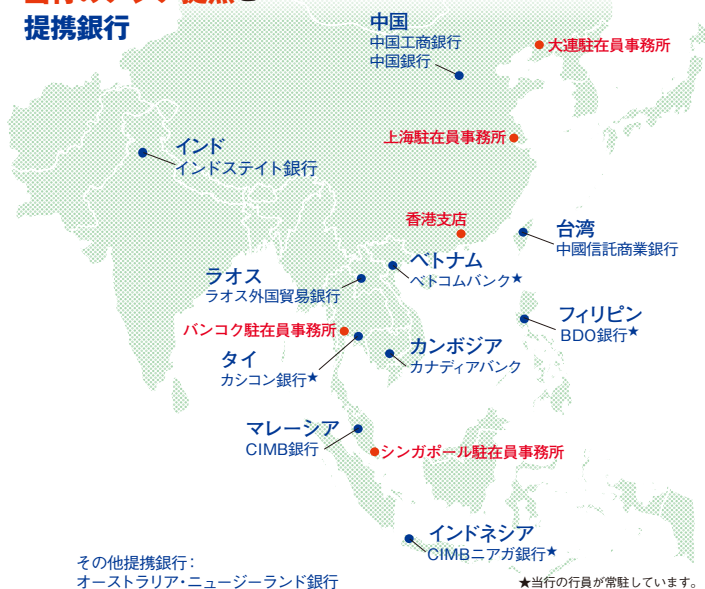 提携銀行
中国
中国工商銀行
中国銀行
大連駐在員事務所
インド
インドステイト銀行
上海駐在員事務所
香港支店
台湾
中國信託商業銀行
ベトナム
ベトコムバンク★
ラオス
ラオス外国貿易銀行
フィリピン
BDO銀行★
バンコク駐在員事務所
タイ
カシコン銀行★
カンボジア
カナディアバンク
マレーシア
CIMB銀行
シンガポール駐在員事務所
インドネシア
CIMBニアガ銀行★
その他提携銀行：
オーストラリア・ニュージーランド銀行
★当行の行員が常駐しています。